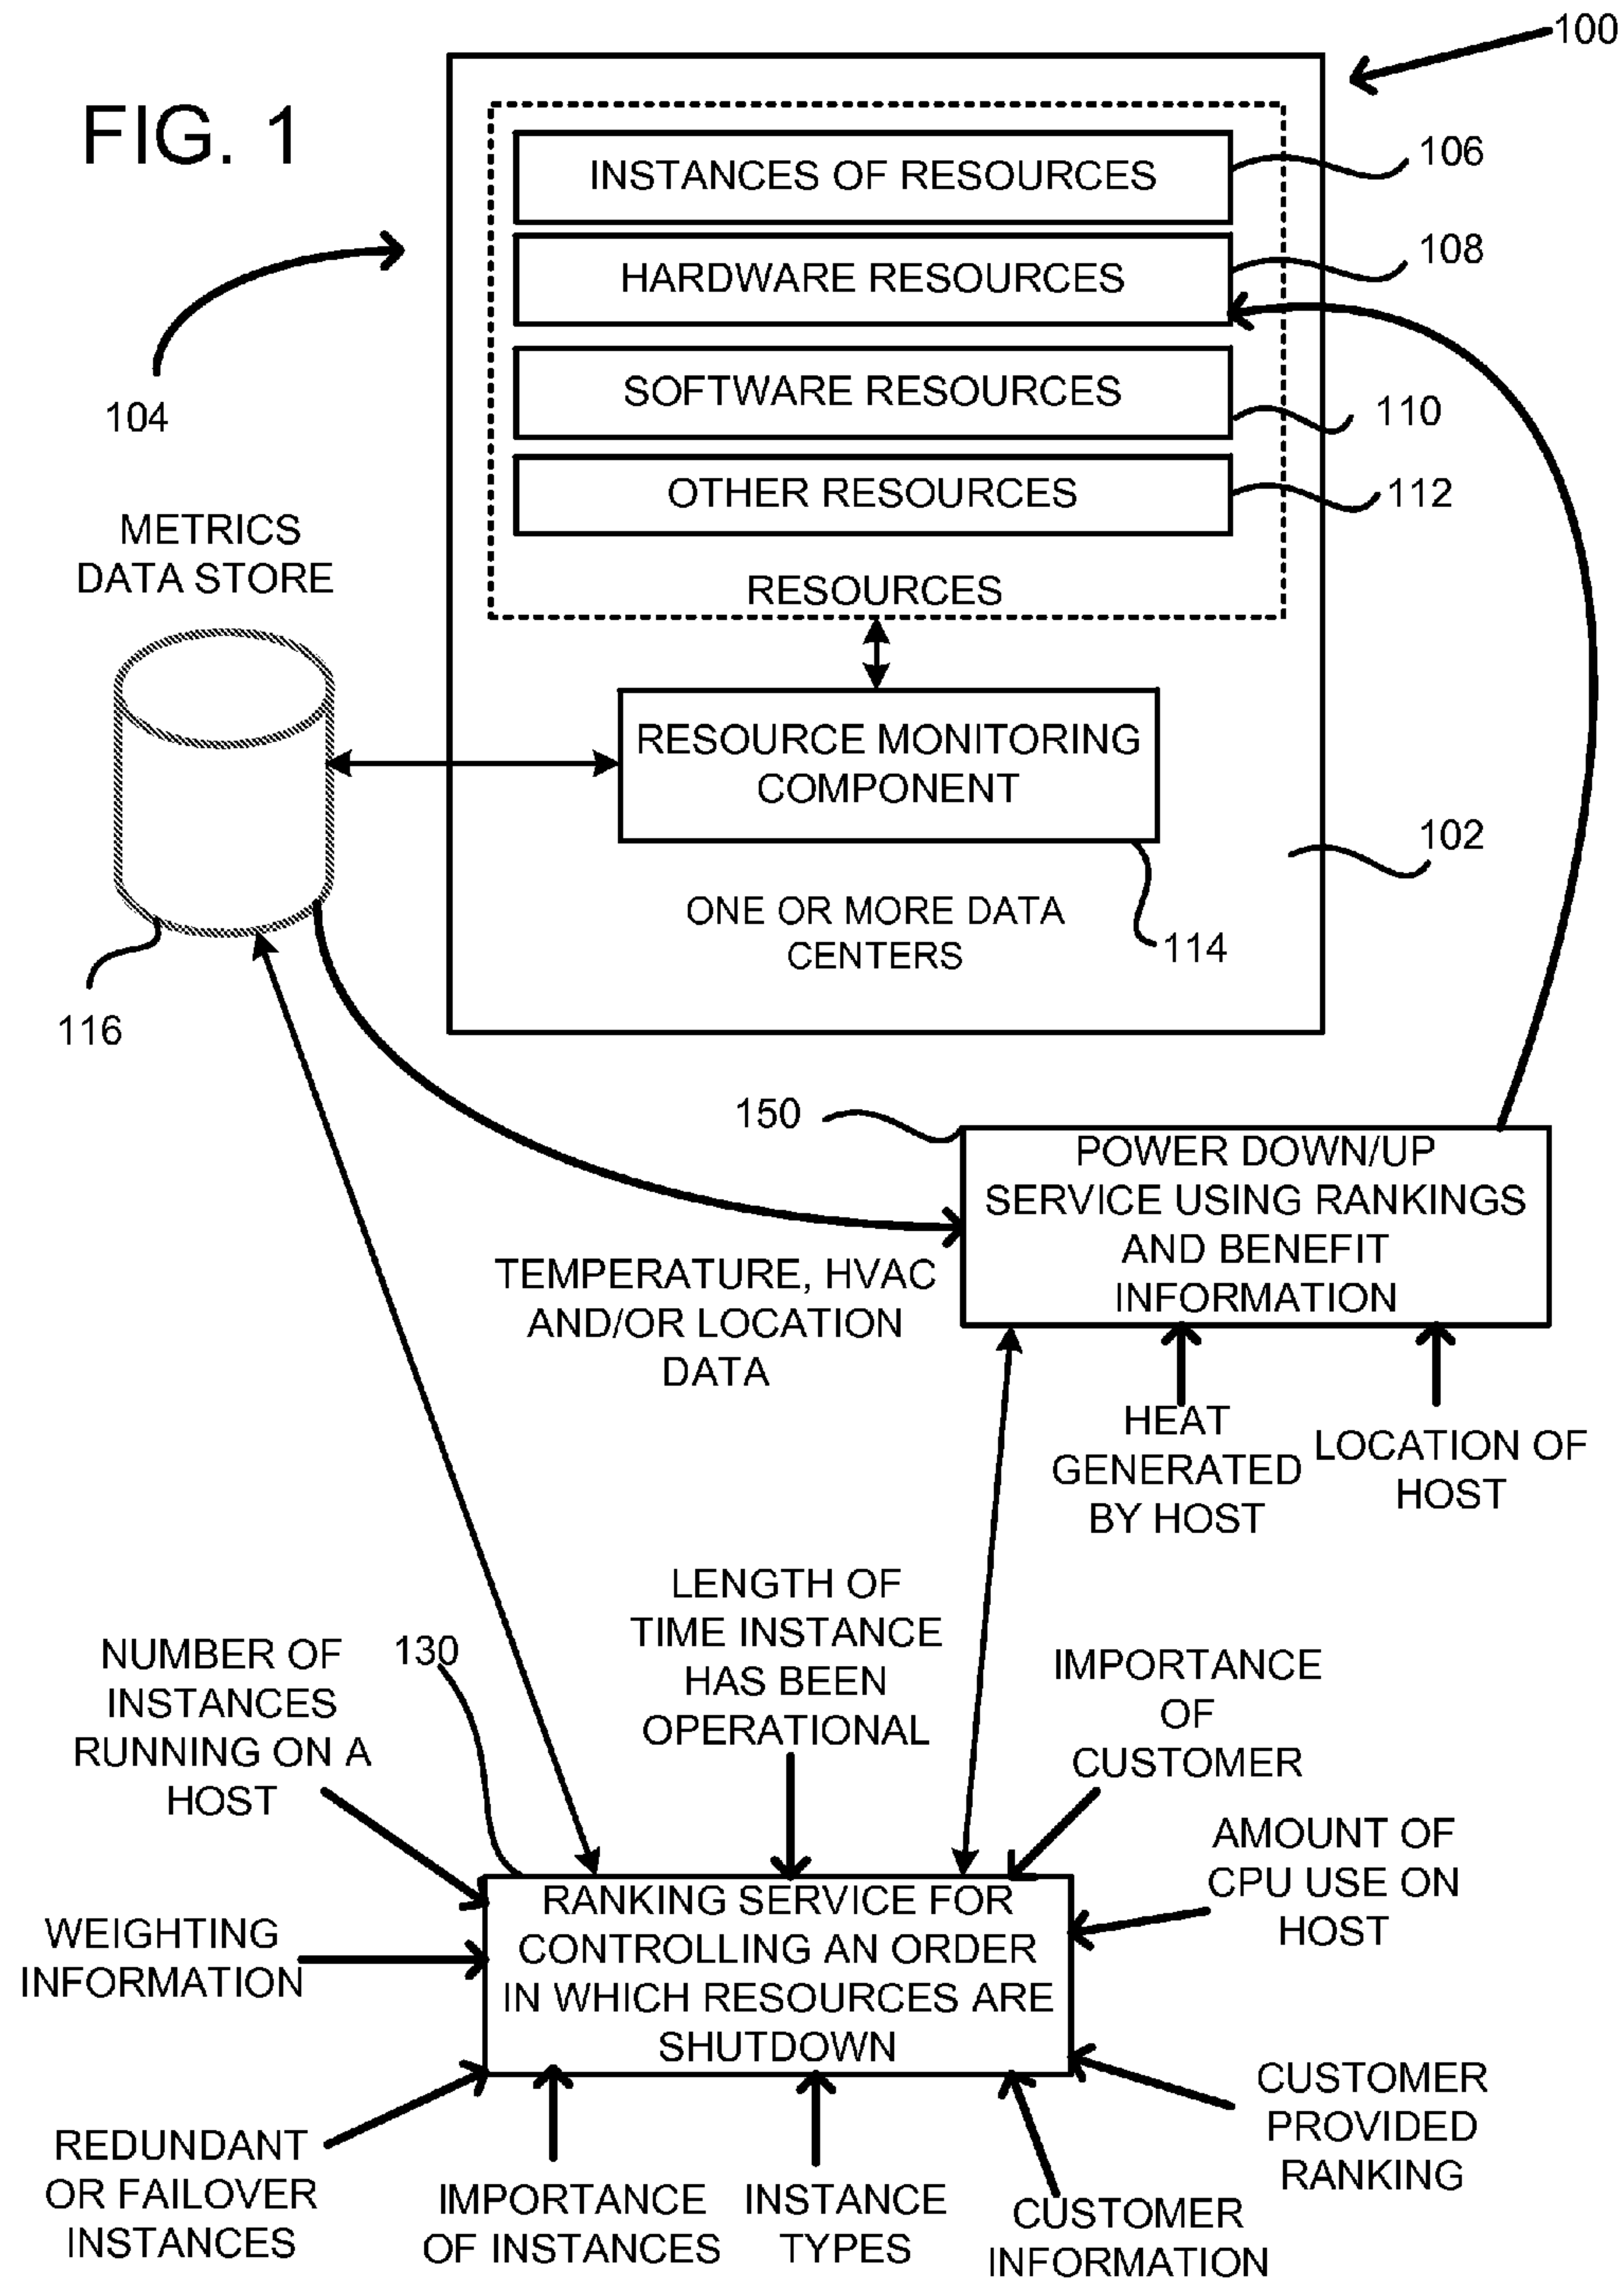 FIG. 1
100
INSTANCES OF RESOURCES
106
HARDWARE RESOURCES
108
SOFTWARE RESOURCES
110
OTHER RESOURCES
112
RESOURCES
104
METRICS
DATA STORE
116
RESOURCE MONITORING
COMPONENT
114
102
ONE OR MORE DATA
CENTERS
150
POWER DOWN/UP
SERVICE USING RANKINGS
AND BENEFIT
INFORMATION
TEMPERATURE, HVAC
AND/OR LOCATION
DATA
HEAT
GENERATED
BY HOST
LOCATION OF
HOST
NUMBER OF
INSTANCES
RUNNING ON A
HOST
130
LENGTH OF
TIME INSTANCE
HAS BEEN
OPERATIONAL
IMPORTANCE
OF
CUSTOMER
AMOUNT OF
CPU USE ON
HOST
WEIGHTING
INFORMATION
RANKING SERVICE FOR
CONTROLLING AN ORDER
IN WHICH RESOURCES ARE
SHUTDOWN
REDUNDANT
OR FAILOVER
INSTANCES
IMPORTANCE
OF INSTANCES
INSTANCE
TYPES
CUSTOMER
INFORMATION
CUSTOMER
PROVIDED
RANKING